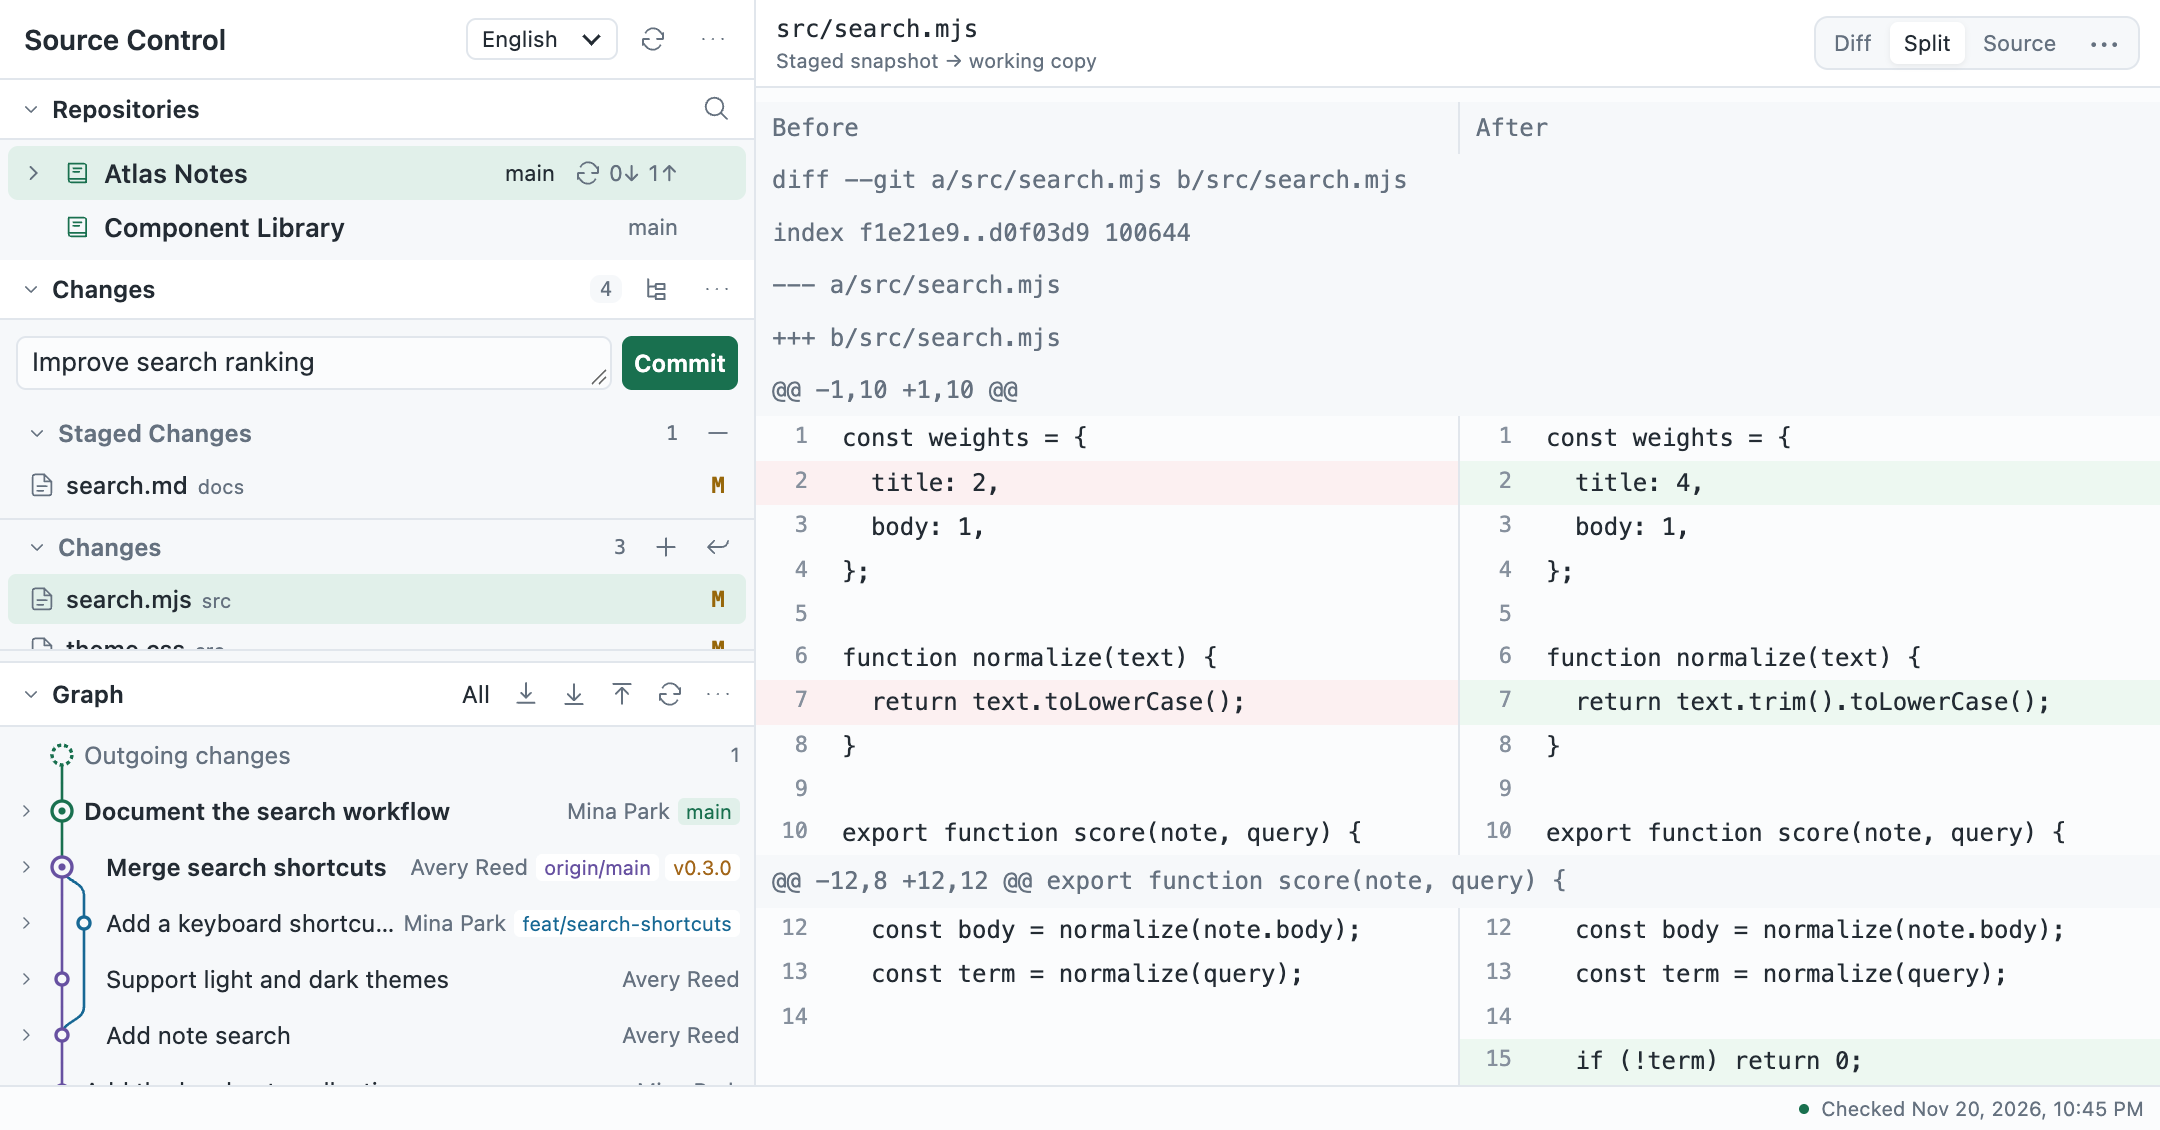 Source Control
English
Repositories
Atlas Notes main 0↓ 1↑
Component Library main
Changes 4
Improve search ranking
Commit
Staged Changes 1
search.md docs M
Changes 3
search.mjs src M
theme.css src M
Graph All
Outgoing changes 1
Document the search workflow Mina Park main
Merge search shortcuts Avery Reed origin/main v0.3.0
Add a keyboard shortcu... Mina Park feat/search-shortcuts
Support light and dark themes Avery Reed
Add note search Avery Reed
src/search.mjs
Staged snapshot → working copy
Diff Split Source
Before
diff --git a/src/search.mjs b/src/search.mjs
index f1e21e9..d0f03d9 100644
--- a/src/search.mjs
+++ b/src/search.mjs
@@ -1,10 +1,10 @@
1 const weights = {
2 title: 2,
3 body: 1,
4 };
5
6 function normalize(text) {
7 return text.toLowerCase();
8 }
9
10 export function score(note, query) {
@@ -12,8 +12,12 @@ export function score(note, query) {
12 const body = normalize(note.body);
13 const term = normalize(query);
14
After
1 const weights = {
2 title: 4,
3 body: 1,
4 };
5
6 function normalize(text) {
7 return text.trim().toLowerCase();
8 }
9
10 export function score(note, query) {
12 const body = normalize(note.body);
13 const term = normalize(query);
14
15 if (!term) return 0;
Checked Nov 20, 2026, 10:45 PM